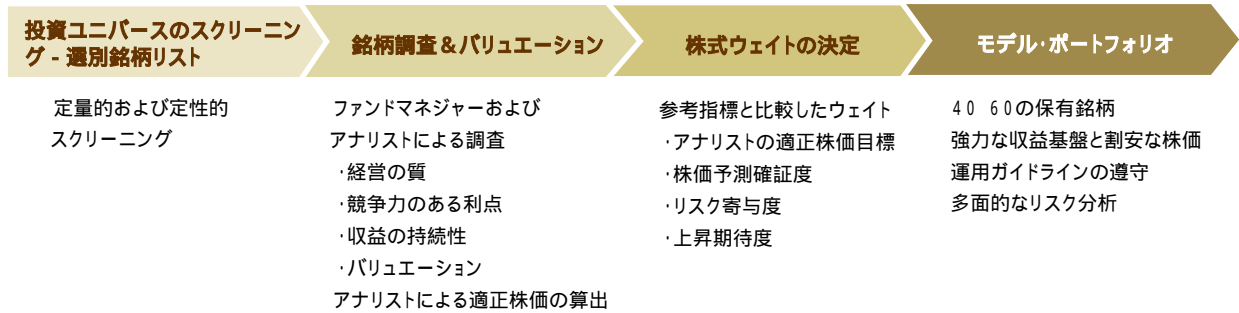 投資ユニバースのスクリーニン
グ - 選別銘柄リスト
定量的および定性的
スクリーニング
銘柄調査＆バリュエーション
ファンドマネジャーおよび
アナリストによる調査
・経営の質
・競争力のある利点
・収益の持続性
・バリュエーション
アナリストによる適正株価の算出
株式ウェイトの決定
参考指標と比較したウェイト
・アナリストの適正株価目標
・株価予測確証度
・リスク寄与度
・上昇期待度
モデル・ポートフォリオ
40 60の保有銘柄
強力な収益基盤と割安な株価
運用ガイドラインの遵守
多面的なリスク分析